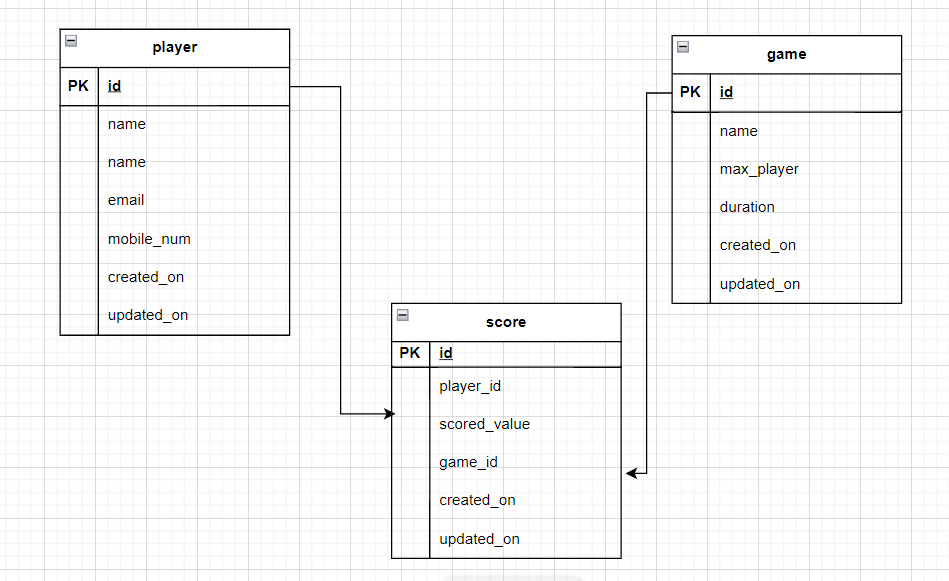 player
PK id
name
name
email
mobile_num
created_on
updated_on
game
PK id
name
max_player
duration
created_on
updated_on
score
PK id
player_id
scored_value
game_id
created_on
updated_on